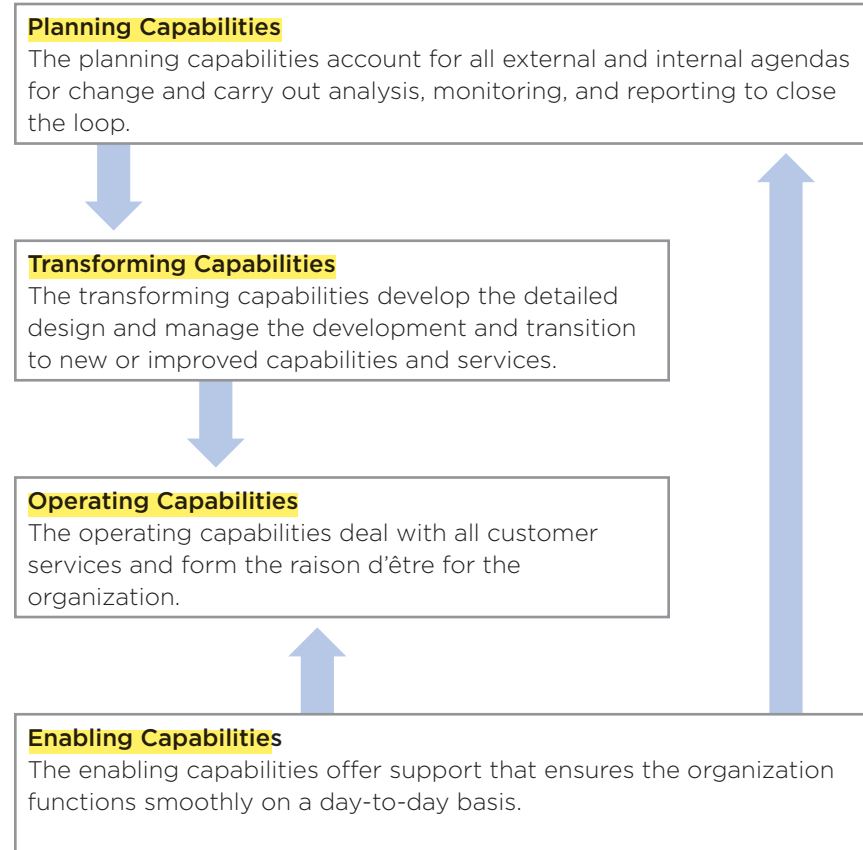 Planning Capabilities
The planning capabilities account for all external and internal agendas
for change and carry out analysis, monitoring, and reporting to close
the loop.
Transforming Capabilities
The transforming capabilities develop the detailed
design and manage the development and transition
to new or improved capabilities and services.
Operating Capabilities
The operating capabilities deal with all customer
services and form the raison d’être for the
organization.
Enabling Capabilities
The enabling capabilities offer support that ensures the organization
functions smoothly on a day-to-day basis.